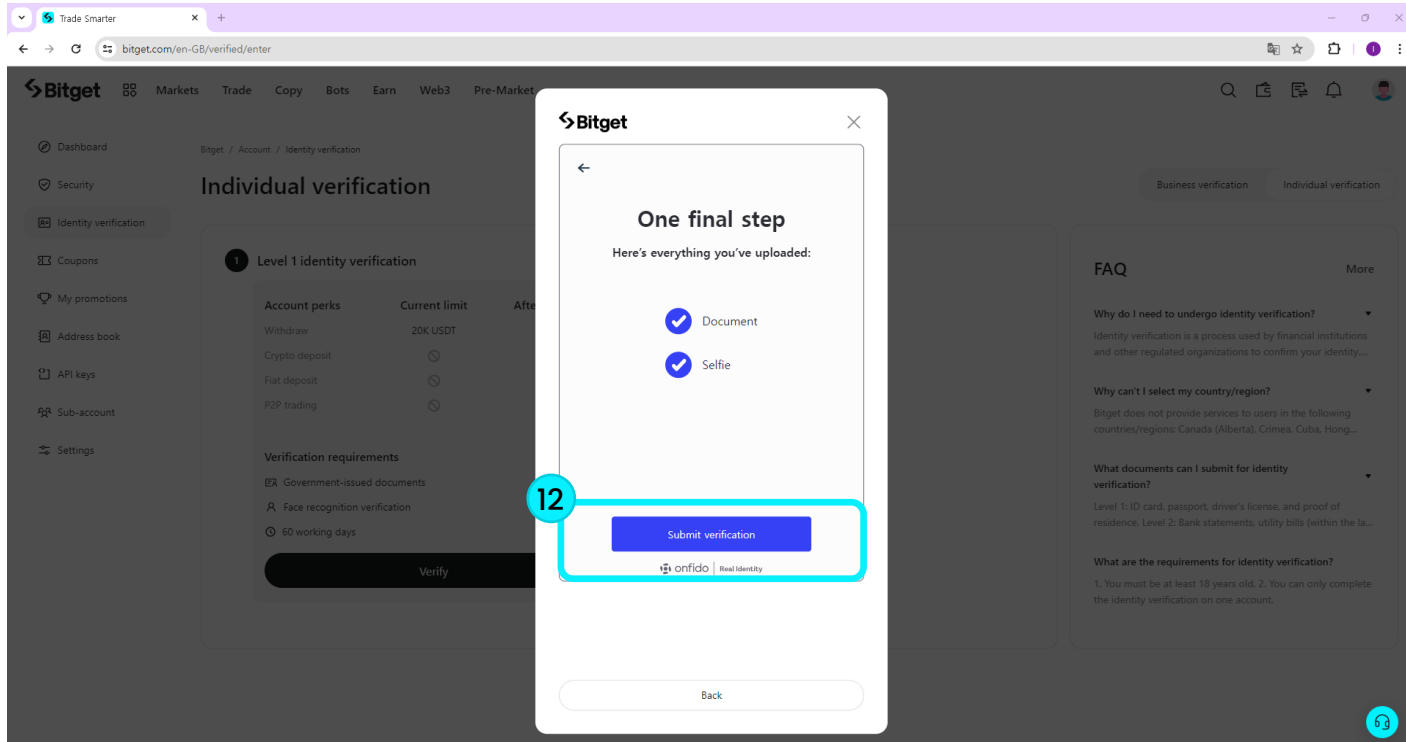 Trade Smarter
bitget.com/en-GB/verified/enter
Bitget Markets Trade Copy Bots Earn Web3 Pre-Market
Dashboard
Security
Identity verification
Coupons
My promotions
Address book
API keys
Sub-account
Settings
Bitget / Account / Identity verification
Individual verification
Business verification Individual verification
1 Level 1 identity verification
Account perks Current limit Afte
Withdraw 20K USDT
Crypto deposit
Fiat deposit
P2P trading
Verification requirements
Government-issued documents
Face recognition verification
60 working days
Verify
Bitget
One final step
Here's everything you've uploaded:
Document
Selfie
12
Submit verification
onfido | Real Identity
Back
FAQ More
Why do I need to undergo identity verification?
Identity verification is a process used by financial institutions
and other regulated organizations to confirm your identity,...
Why can't I select my country/region?
Bitget does not provide services to users in the following
countries/regions: Canada (Alberta), Crimea, Cuba, Hong...
What documents can I submit for identity
verification?
Level 1: ID card, passport, driver's license, and proof of
residence. Level 2: Bank statements, utility bills (within the la...
What are the requirements for identity verification?
1. You must be at least 18 years old. 2. You can only complete
the identity verification on one account.